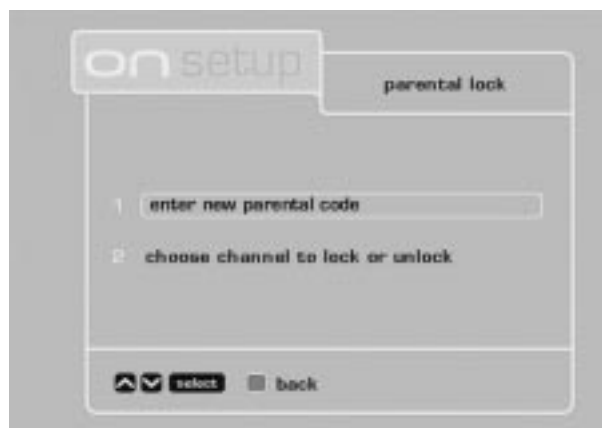 on setup
parental lock
1 enter new parental code
2 choose channel to lock or unlock
select back